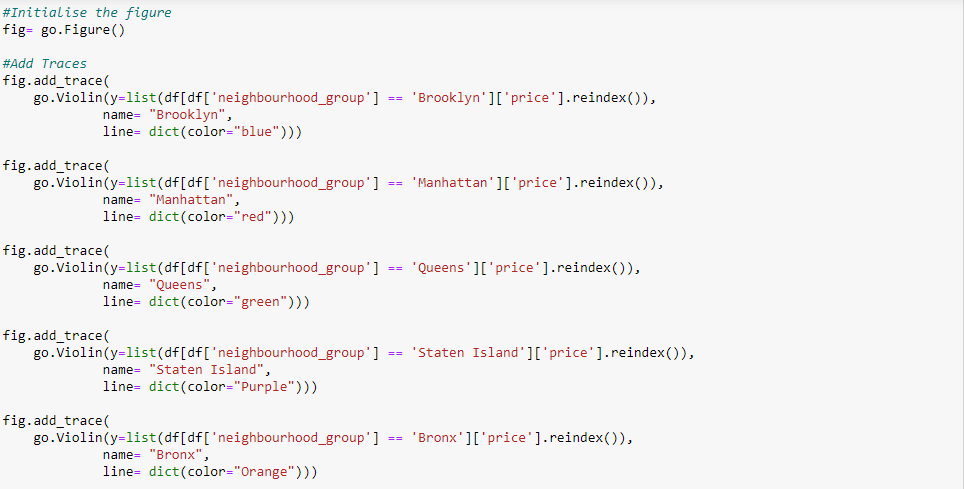 #Initialise the figure
fig= go.Figure()

#Add Traces
fig.add_trace(
    go.Violin(y=list(df[df['neighbourhood_group'] == 'Brooklyn']['price'].reindex()),
             name= "Brooklyn",
             line= dict(color="blue")))

fig.add_trace(
    go.Violin(y=list(df[df['neighbourhood_group'] == 'Manhattan']['price'].reindex()),
             name= "Manhattan",
             line= dict(color="red")))

fig.add_trace(
    go.Violin(y=list(df[df['neighbourhood_group'] == 'Queens']['price'].reindex()),
             name= "Queens",
             line= dict(color="green")))

fig.add_trace(
    go.Violin(y=list(df[df['neighbourhood_group'] == 'Staten Island']['price'].reindex()),
             name= "Staten Island",
             line= dict(color="Purple")))

fig.add_trace(
    go.Violin(y=list(df[df['neighbourhood_group'] == 'Bronx']['price'].reindex()),
             name= "Bronx",
             line= dict(color="Orange")))